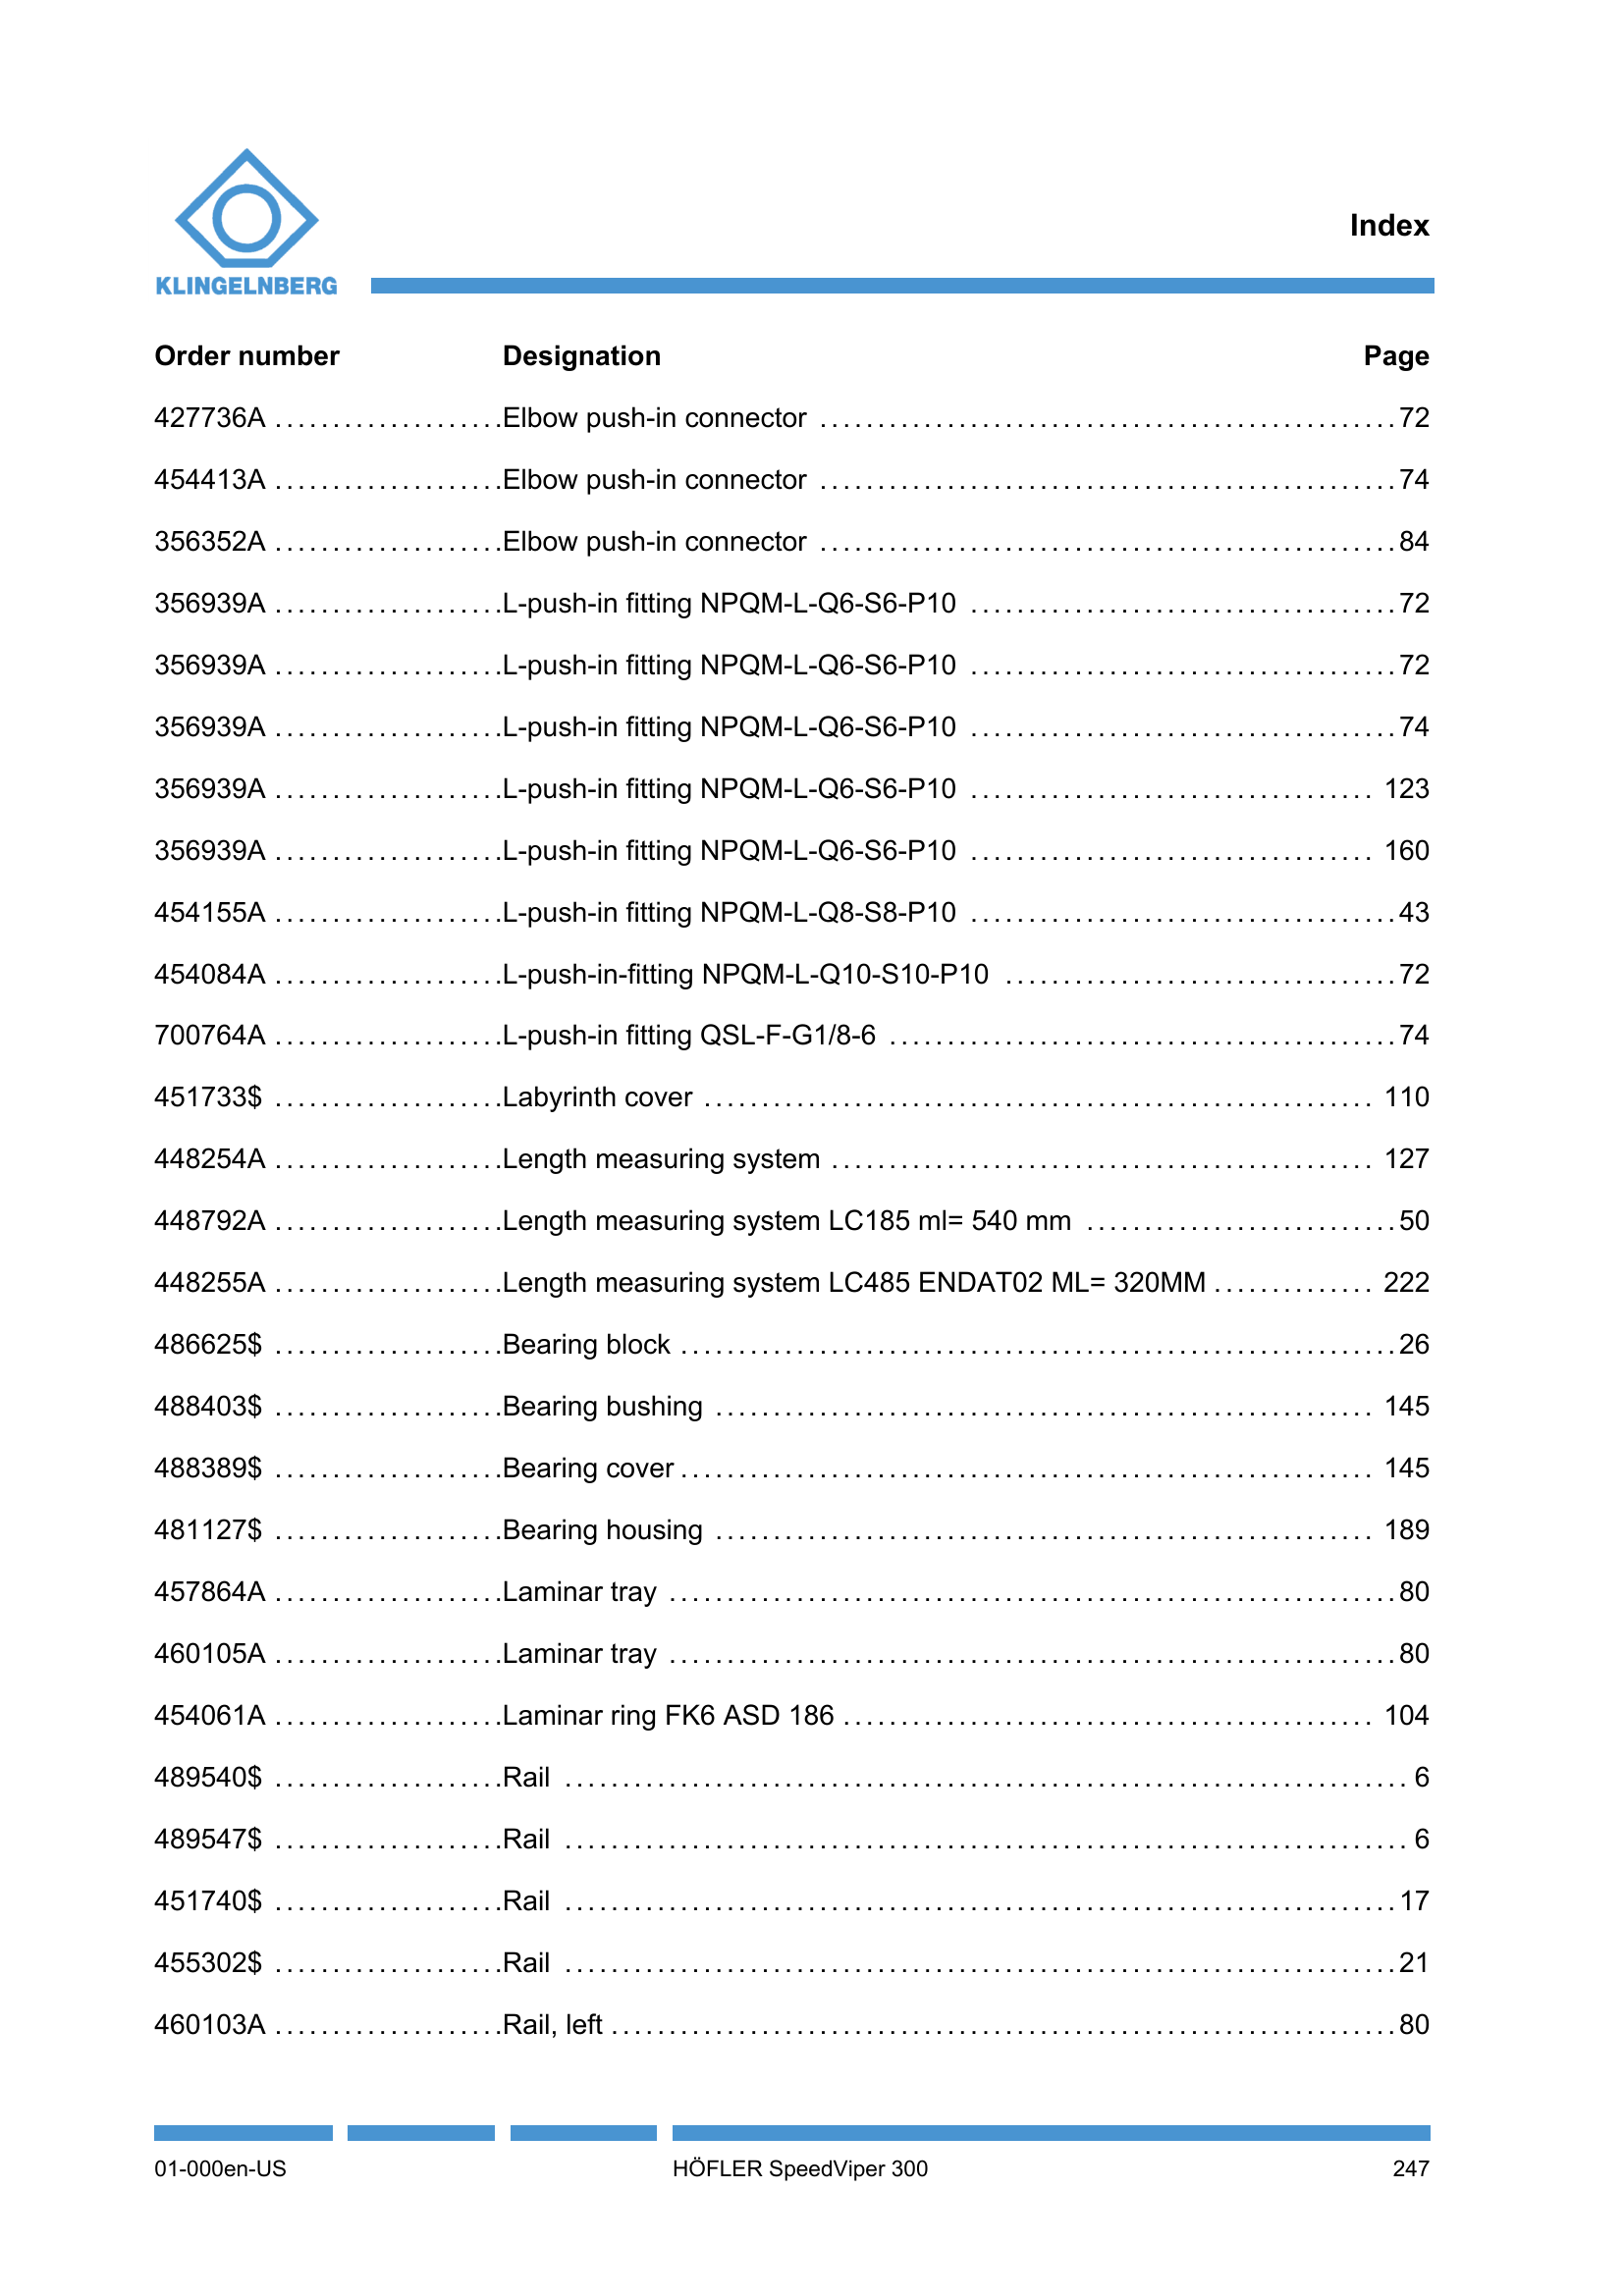 KLINGELNBERG
Index
Order number Designation Page
427736A ....................Elbow push-in connector ..................................................72
454413A ....................Elbow push-in connector ..................................................74
356352A ....................Elbow push-in connector ..................................................84
356939A ....................L-push-in fitting NPQM-L-Q6-S6-P10 .....................................72
356939A ....................L-push-in fitting NPQM-L-Q6-S6-P10 .....................................72
356939A ....................L-push-in fitting NPQM-L-Q6-S6-P10 .....................................74
356939A ....................L-push-in fitting NPQM-L-Q6-S6-P10 ................................... 123
356939A ....................L-push-in fitting NPQM-L-Q6-S6-P10 ................................... 160
454155A ....................L-push-in fitting NPQM-L-Q8-S8-P10 .....................................43
454084A ....................L-push-in-fitting NPQM-L-Q10-S10-P10 ..................................72
700764A ....................L-push-in fitting QSL-F-G1/8-6 ............................................74
451733$ ....................Labyrinth cover .......................................................... 110
448254A ....................Length measuring system ............................................... 127
448792A ....................Length measuring system LC185 ml= 540 mm ...........................50
448255A ....................Length measuring system LC485 ENDAT02 ML= 320MM .............. 222
486625$ ....................Bearing block ..............................................................26
488403$ ....................Bearing bushing ......................................................... 145
488389$ ....................Bearing cover ............................................................ 145
481127$ ....................Bearing housing ......................................................... 189
457864A ....................Laminar tray ...............................................................80
460105A ....................Laminar tray ...............................................................80
454061A ....................Laminar ring FK6 ASD 186 .............................................. 104
489540$ ....................Rail ......................................................................... 6
489547$ ....................Rail ......................................................................... 6
451740$ ....................Rail ........................................................................17
455302$ ....................Rail ........................................................................21
460103A ....................Rail, left ....................................................................80
01-000en-US HÖFLER SpeedViper 300 247